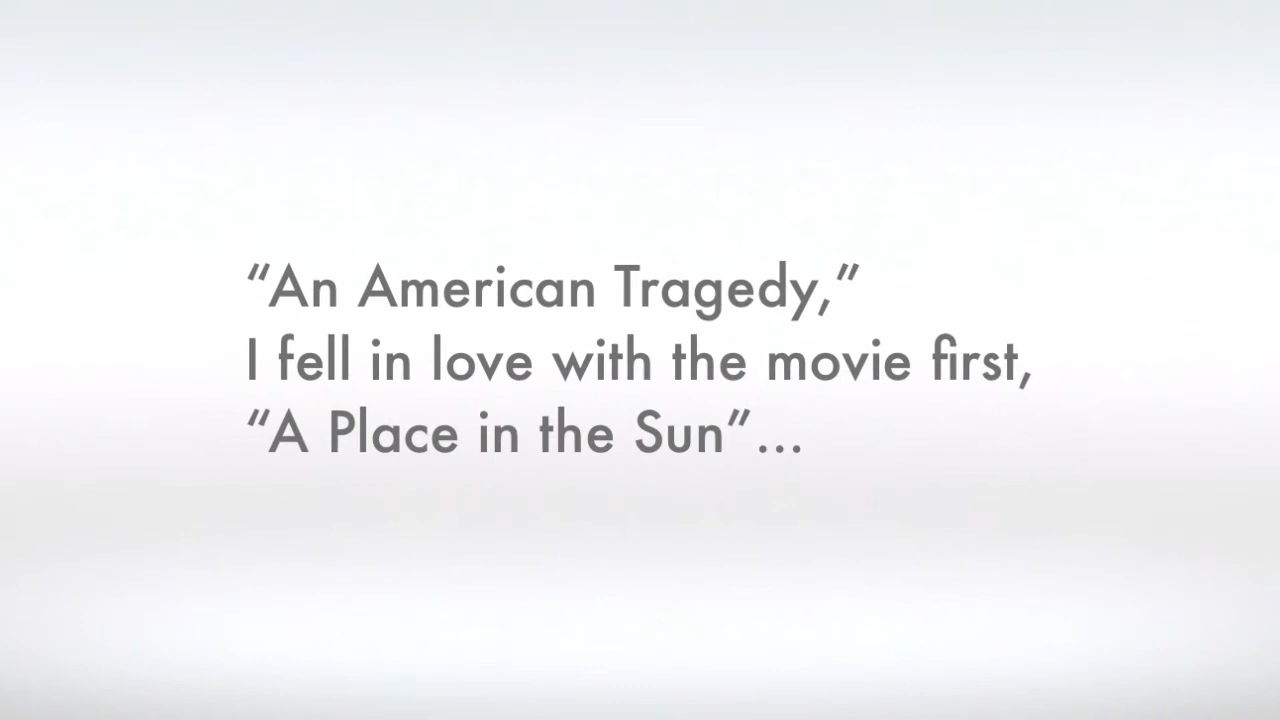 “An American Tragedy,”
I fell in love with the movie first,
“A Place in the Sun”...